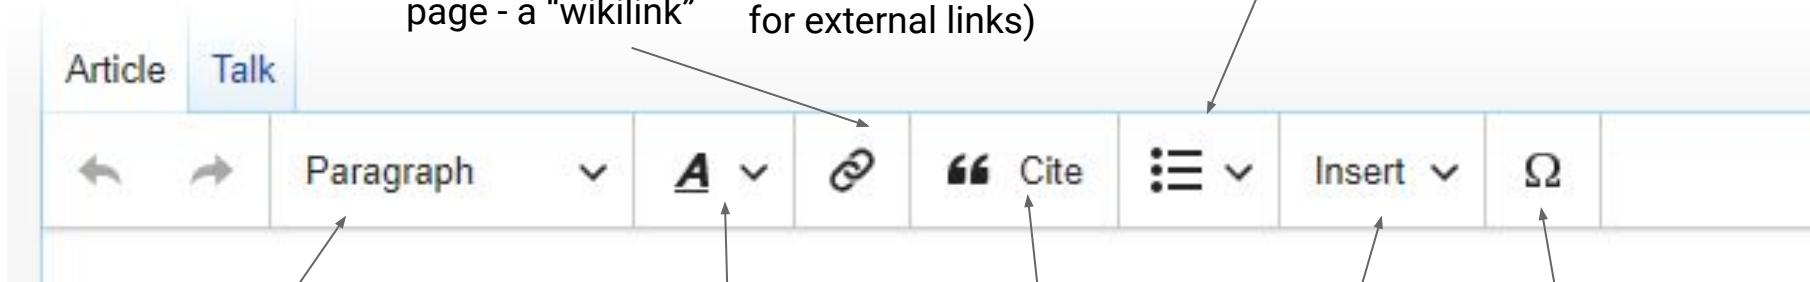 page - a “wikilink”
for external links)
Article Talk
Paragraph A Cite Insert Ω